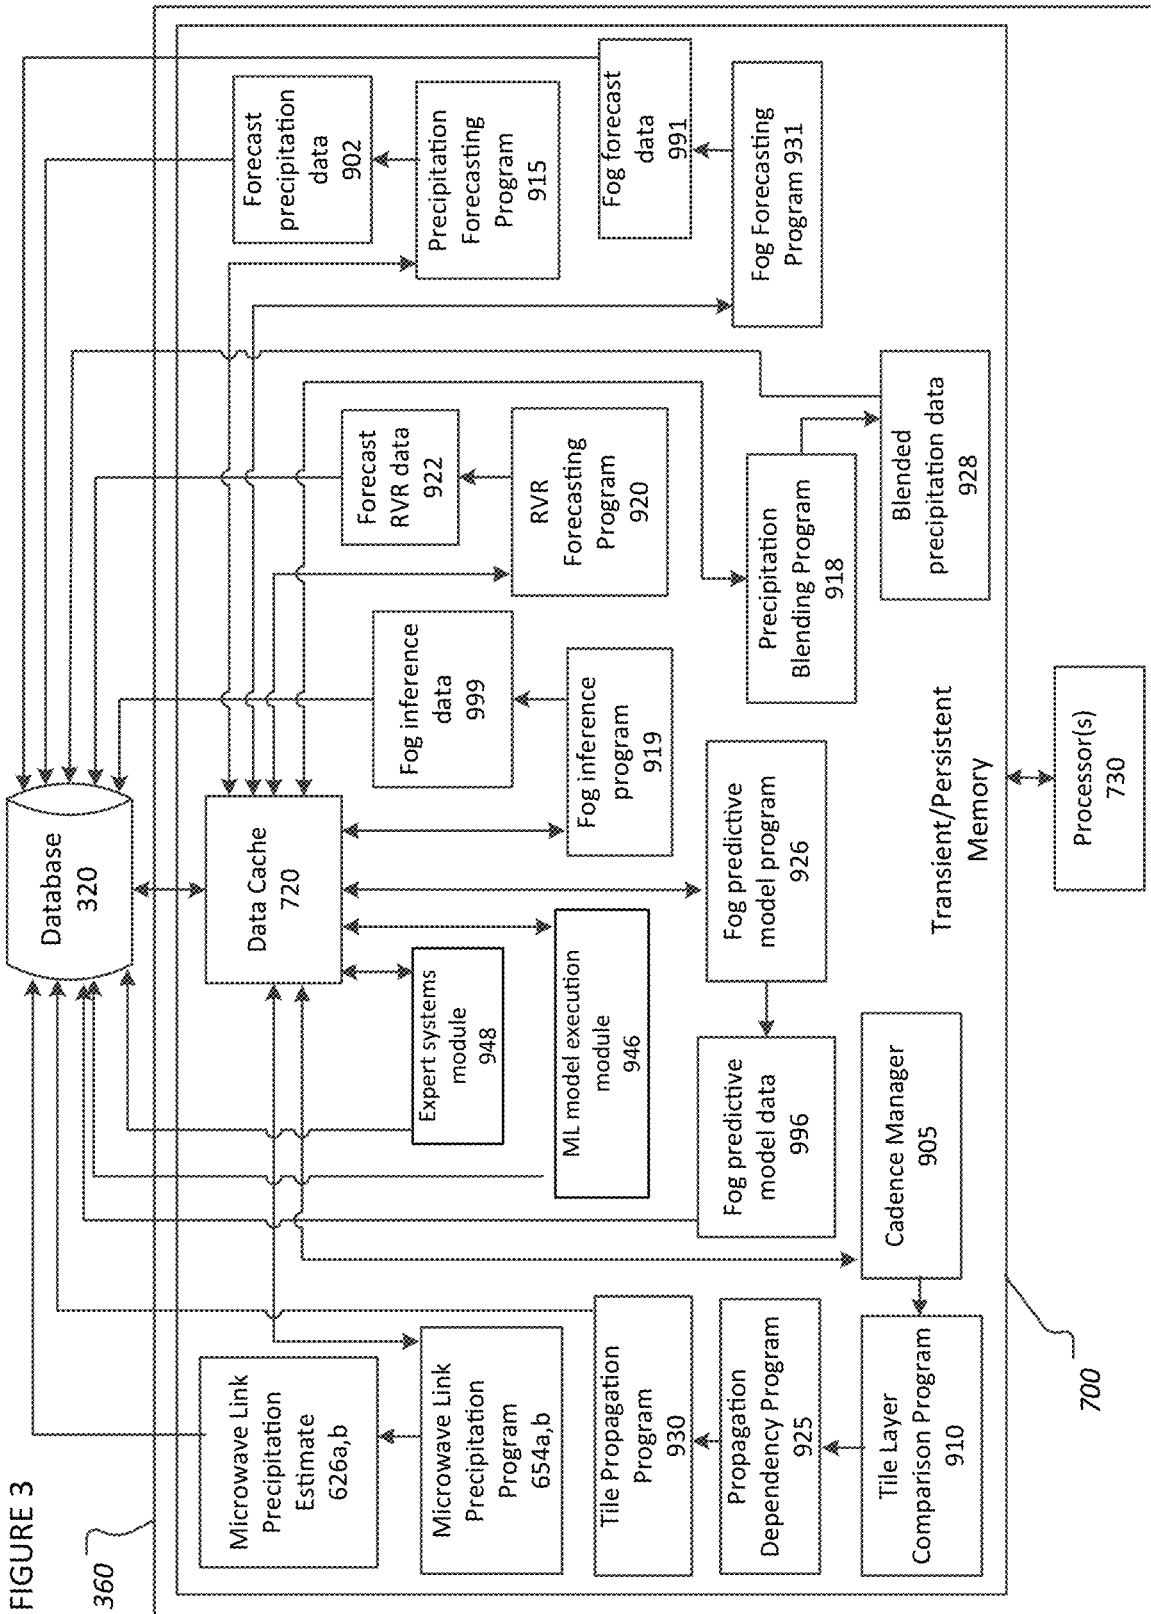 FIGURE 3
360
Database
320
Microwave Link
Precipitation
Estimate
626a,b
Microwave Link
Precipitation
Program
654a,b
Tile Propagation
Program
930
Propagation
Dependency Program
925
Tile Layer
Comparison Program
910
Cadence Manager
905
Data Cache
720
Expert systems
module
948
ML model execution
module
946
Fog predictive
model data
996
Fog predictive
model program
926
Fog inference
data
999
Fog inference
program
919
Forecast
RVR data
922
RVR
Forecasting
Program
920
Precipitation
Blending Program
918
Blended
precipitation data
928
Forecast
precipitation
data
902
Precipitation
Forecasting
Program
915
Fog forecast
data
991
Fog Forecasting
Program 931
Transient/Persistent
Memory
700
Processor(s)
730